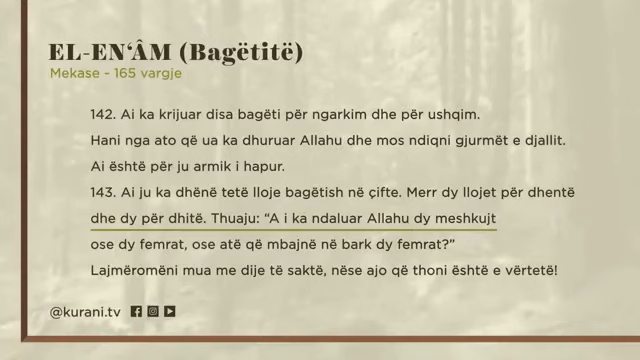 EL-EN‘ÂM (Bagëtitë)
Mekase - 165 vargje
142. Ai ka krijuar disa bagëti për ngarkim dhe për ushqim.
Hani nga ato që ua ka dhuruar Allahu dhe mos ndiqni gjurmët e djallit.
Ai është për ju armik i hapur.
143. Ai ju ka dhënë tetë lloje bagëtish në çifte. Merr dy llojet për dhentë
dhe dy për dhitë. Thuaju: “A i ka ndaluar Allahu dy meshkujt
ose dy femrat, ose atë që mbajnë në bark dy femrat?”
Lajmëromëni mua me dije të saktë, nëse ajo që thoni është e vërtetë!
@kurani.tv